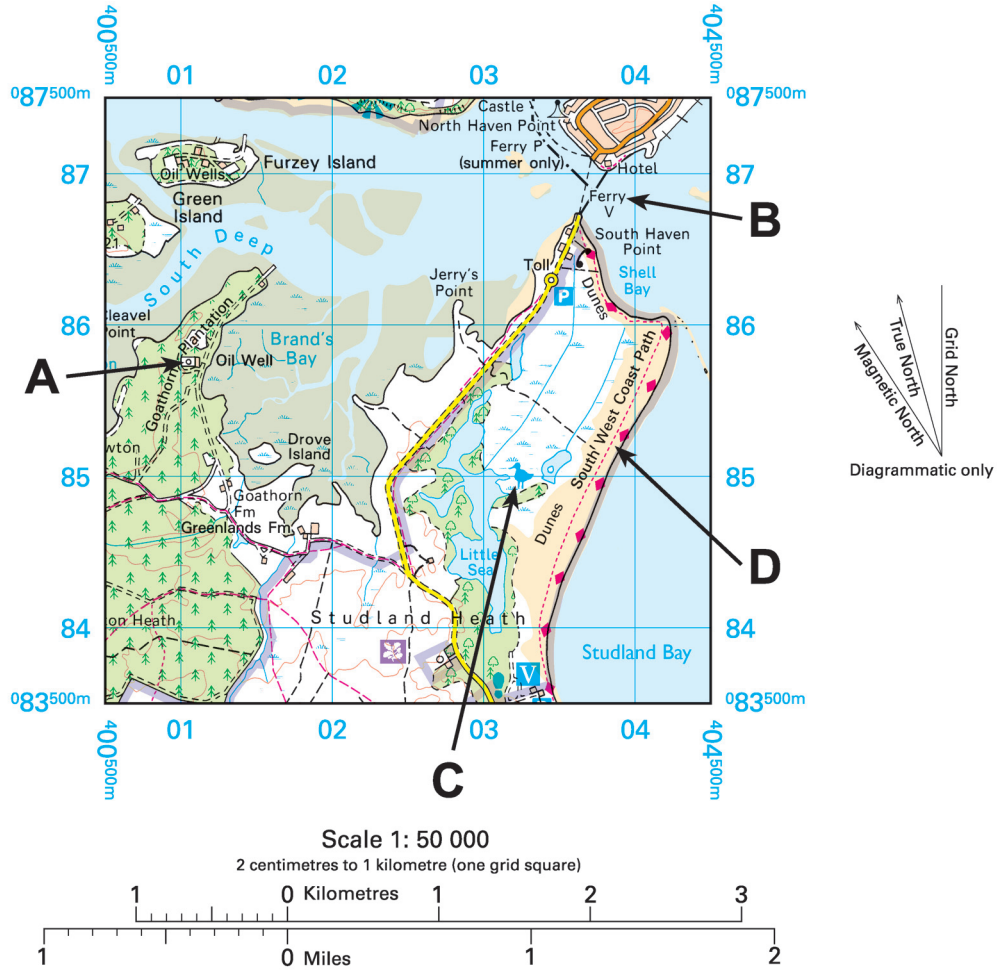 400500m
01
02
03
04
404500m
087500m
087500m
Castle
North Haven Point
Ferry P
(summer only)
Furzey Island
Oil Wells
Hotel
87
87
Green
Island
Ferry
V
B
21
South Deep
South Haven
Point
Toll
Jerry's
Point
Shell
Bay
P
Dunes
86
86
Cleavel
Point
Brand's
Bay
Oil Well
A
Goathorn Plantation
South West Coast Path
True North
Grid North
Magnetic North
Diagrammatic only
Drove
Island
wton
85
85
Goathorn
Fm
Greenlands Fm
Dunes
Little
Sea
D
on Heath
Studland Heath
84
84
Studland Bay
V
083500m
083500m
400500m
01
02
03
04
404500m
C
Scale 1: 50 000
2 centimetres to 1 kilometre (one grid square)
1
0
Kilometres
1
2
3
1
0
Miles
1
2